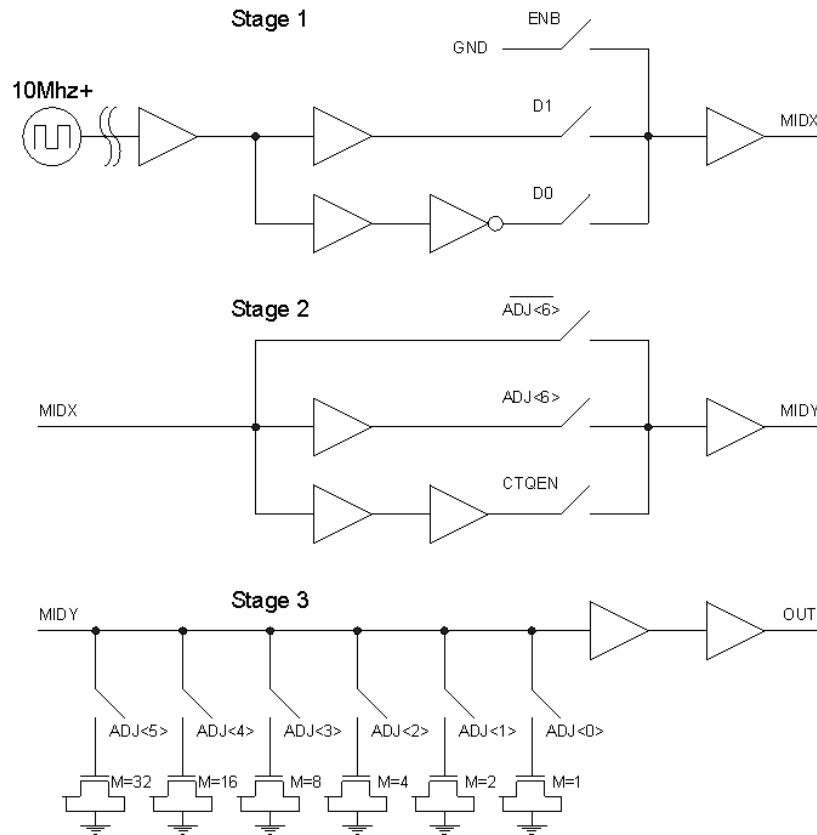 Stage 1
ENB
GND
10Mhz+
D1
MIDX
D0
Stage 2
ADJ<6>
MIDX
ADJ<6>
MIDY
CTQEN
MIDY
Stage 3
OUT
ADJ<5> ADJ<4> ADJ<3> ADJ<2> ADJ<1> ADJ<0>
M=32 M=16 M=8 M=4 M=2 M=1